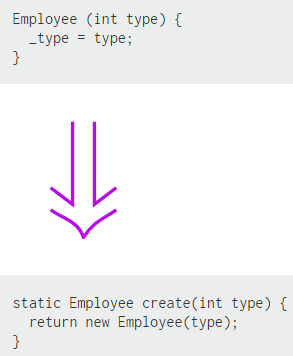 Employee (int type) {
  _type = type;
}
static Employee create(int type) {
  return new Employee(type);
}